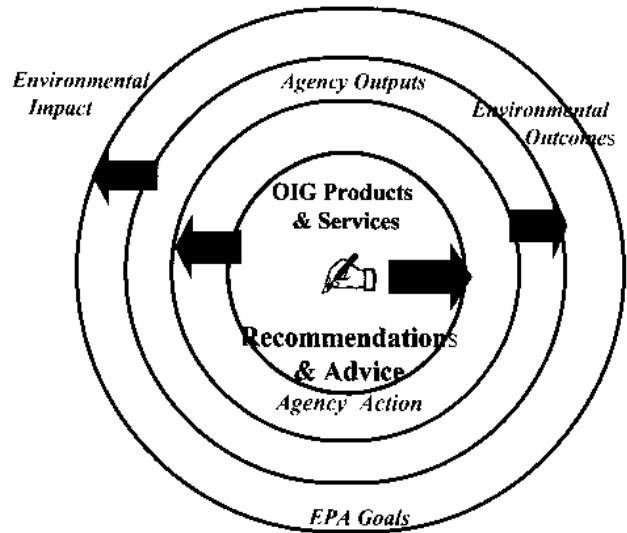 Environmental
Impact
Agency Outputs
Environmental
Outcomes
OIG Products
& Services
Recommendations
& Advice
Agency Action
EPA Goals